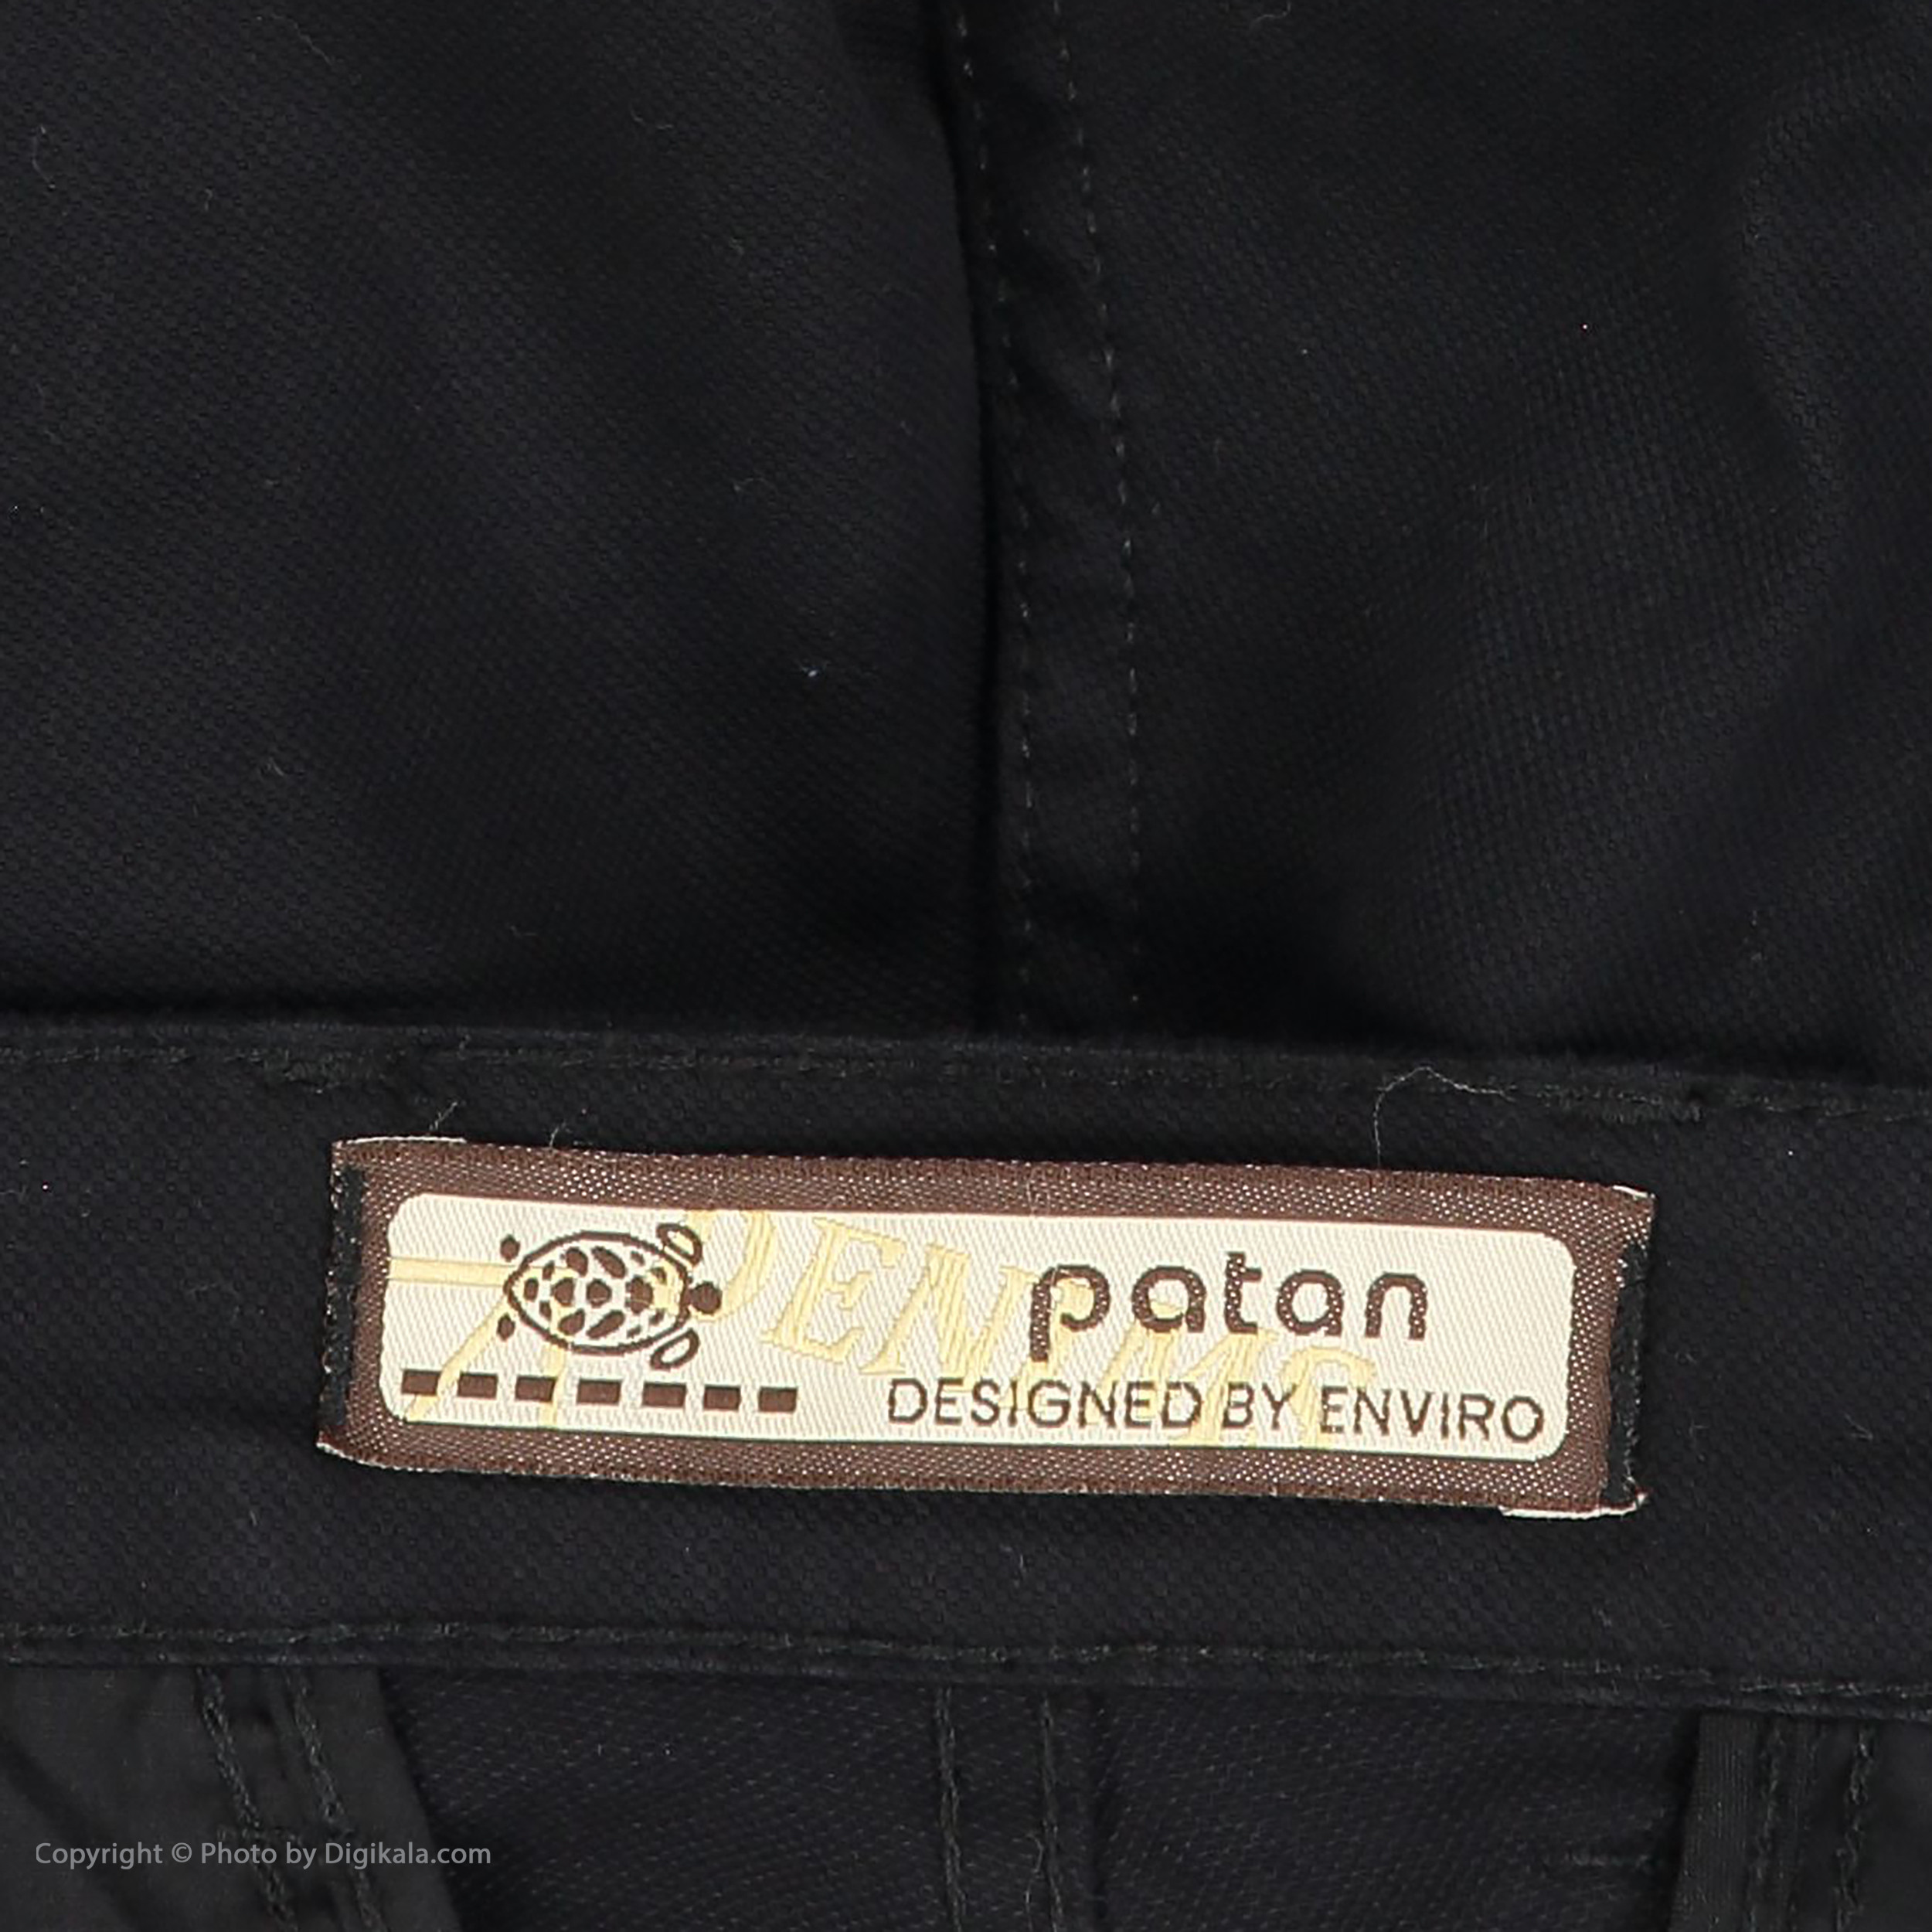 patan
DESIGNED BY ENVIRO
Copyright © Photo by Digikala.com